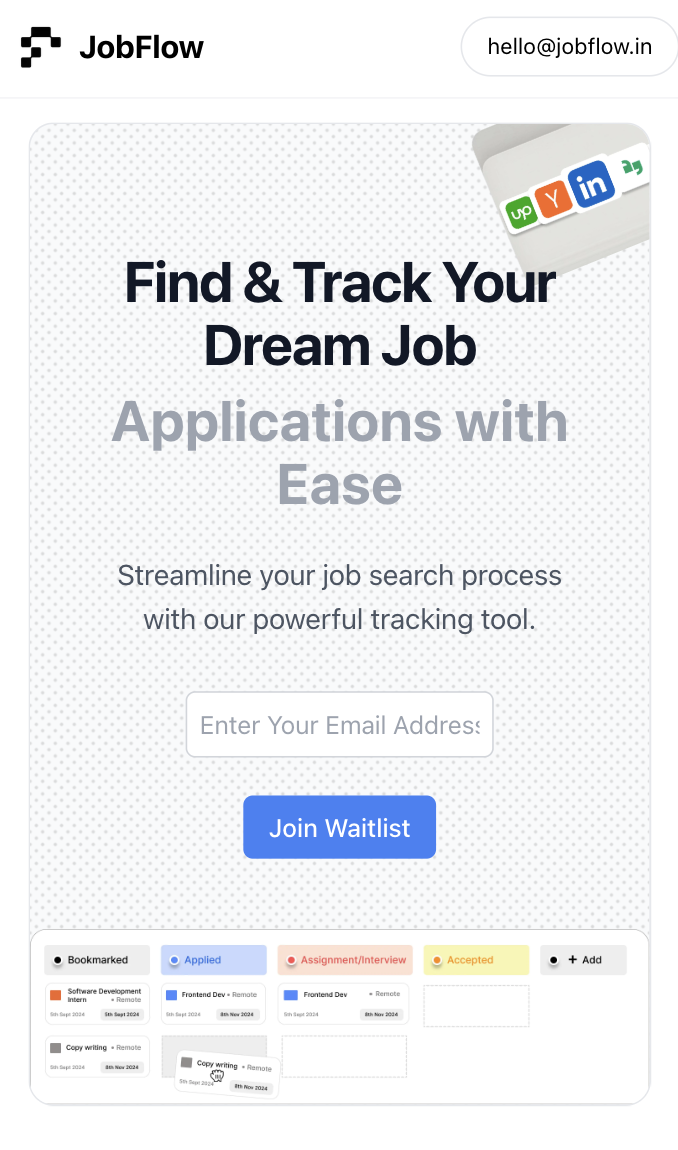 JobFlow
hello@jobflow.in
up Y in
Find & Track Your
Dream Job
Applications with
Ease
Streamline your job search process
with our powerful tracking tool.
Enter Your Email Address
Join Waitlist
Bookmarked
Applied
Assignment/Interview
Accepted
+ Add
Software Development
Intern • Remote
5th Sept 2024 5th Sept 2024
Frontend Dev • Remote
5th Sept 2024 8th Nov 2024
Frontend Dev • Remote
5th Sept 2024 8th Nov 2024
Copy writing • Remote
5th Sept 2024 8th Nov 2024
Copy writing • Remote
5th Sept 2024 8th Nov 2024